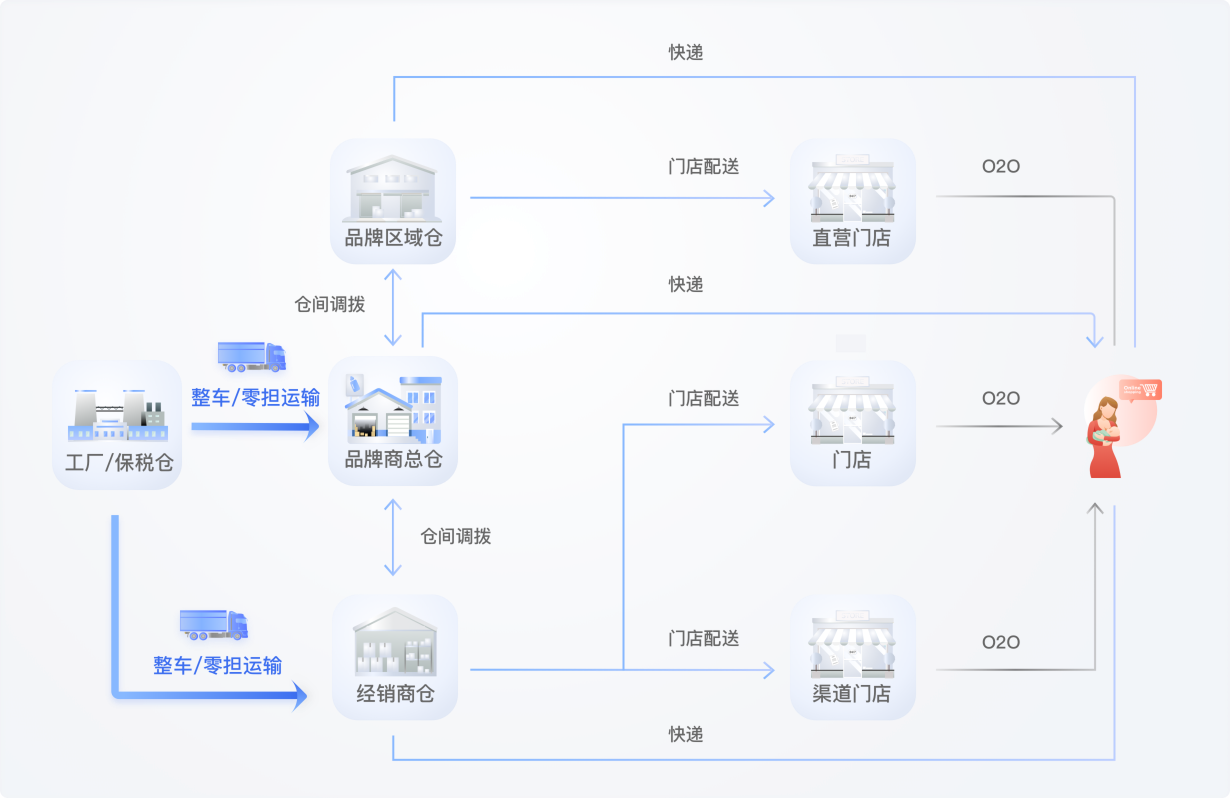 快递
门店配送
O2O
品牌区域仓
直营门店
仓间调拨
快递
整车/零担运输
门店配送
O2O
Online
工厂/保税仓
品牌商总仓
门店
仓间调拨
整车/零担运输
门店配送
O2O
经销商仓
渠道门店
快递